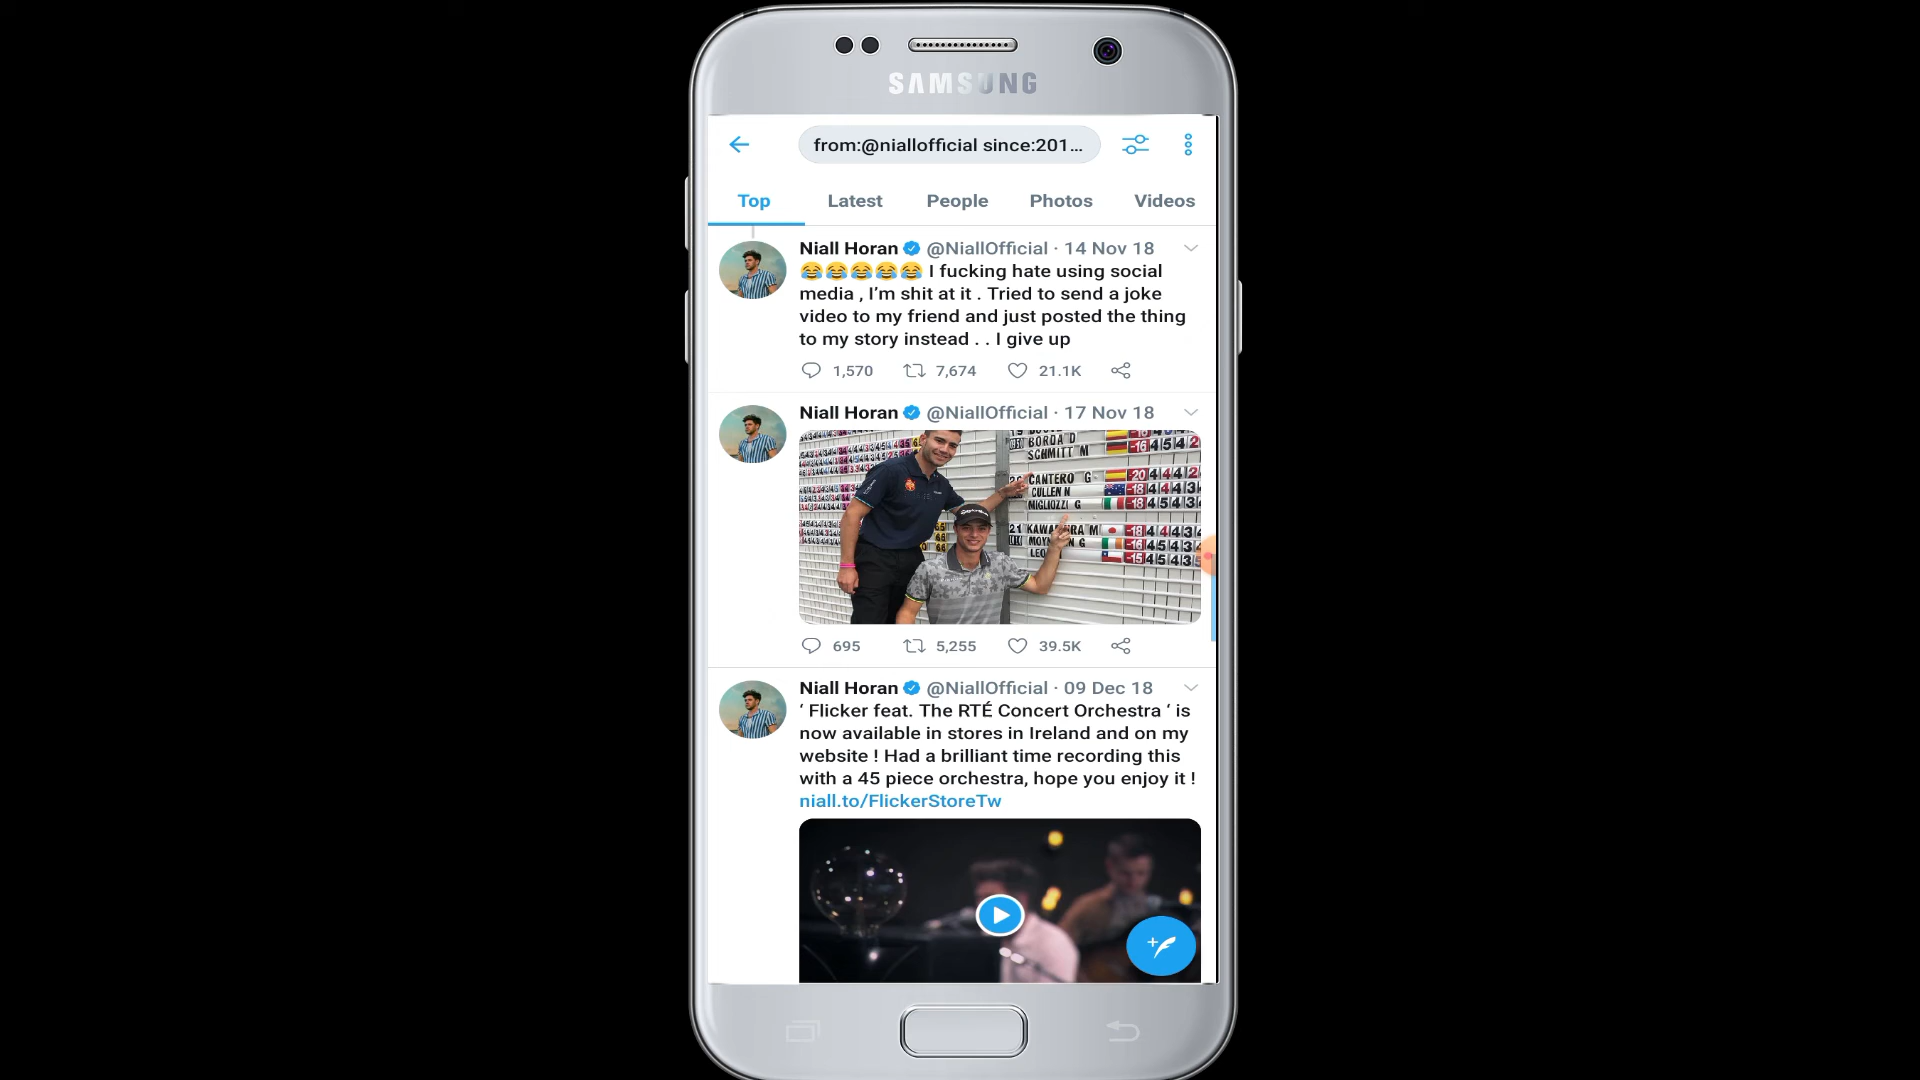 SAMSUNG
from:@niallofficial since:201...
Top Latest People Photos Videos
Niall Horan @NiallOfficial · 14 Nov 18
😂😂😂😂😂 I fucking hate using social
media , I’m shit at it . Tried to send a joke
video to my friend and just posted the thing
to my story instead . . I give up
1,570 7,674 21.1K
Niall Horan @NiallOfficial · 17 Nov 18
BORDA D
SCHMITT M
CANTERO G
CULLEN N
MIGLIOZZI G
695 5,255 39.5K
Niall Horan @NiallOfficial · 09 Dec 18
‘ Flicker feat. The RTÉ Concert Orchestra ‘ is
now available in stores in Ireland and on my
website ! Had a brilliant time recording this
with a 45 piece orchestra, hope you enjoy it !
niall.to/FlickerStoreTw